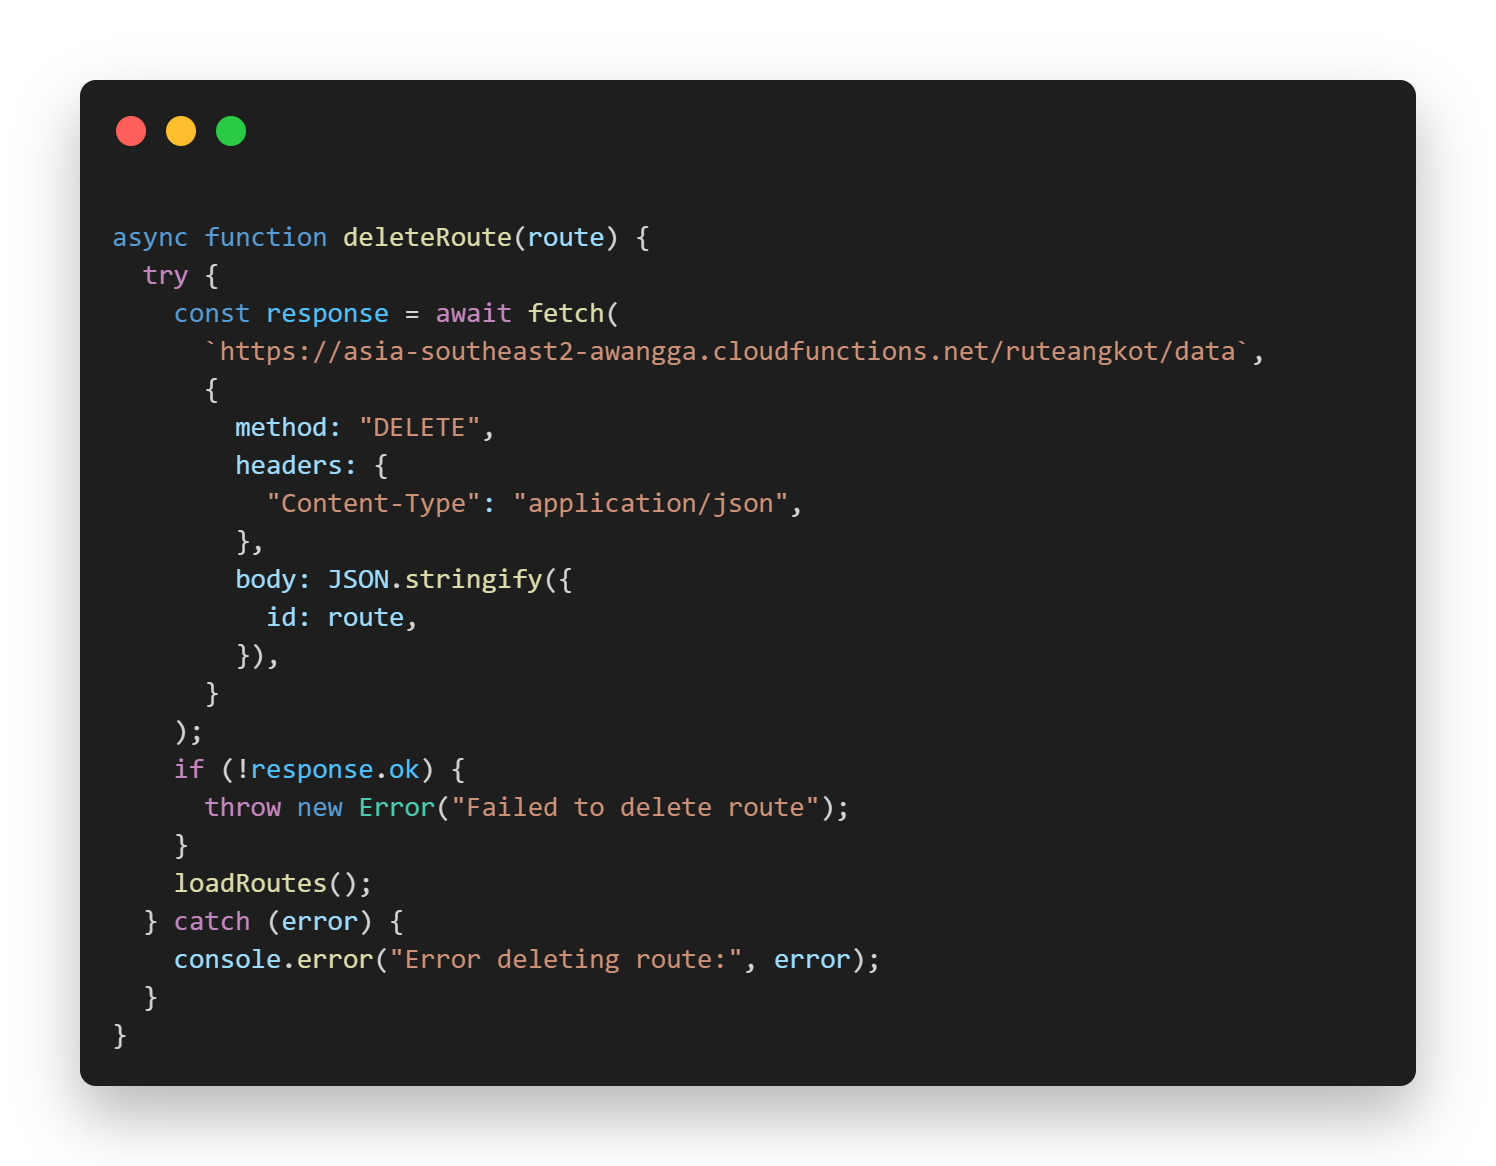 async function deleteRoute(route) {
  try {
    const response = await fetch(
      `https://asia-southeast2-awangga.cloudfunctions.net/ruteangkot/data`,
      {
        method: "DELETE",
        headers: {
          "Content-Type": "application/json",
        },
        body: JSON.stringify({
          id: route,
        }),
      }
    );
    if (!response.ok) {
      throw new Error("Failed to delete route");
    }
    loadRoutes();
  } catch (error) {
    console.error("Error deleting route:", error);
  }
}